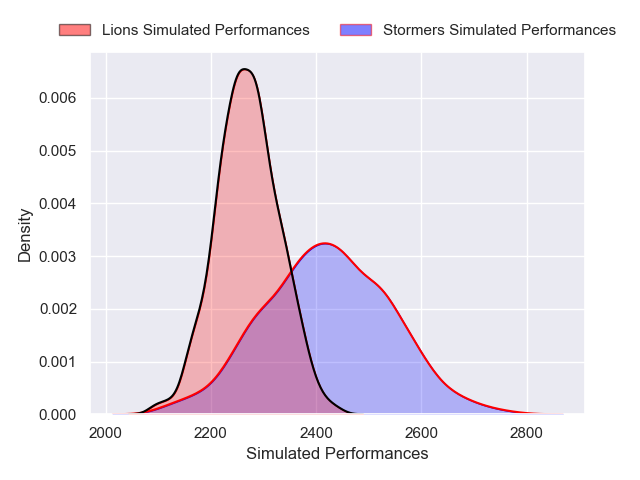 Lions Simulated Performances
Stormers Simulated Performances
0.006
0.005
0.004
0.003
0.002
0.001
0.000
Density
2000 2200 2400 2600 2800
Simulated Performances